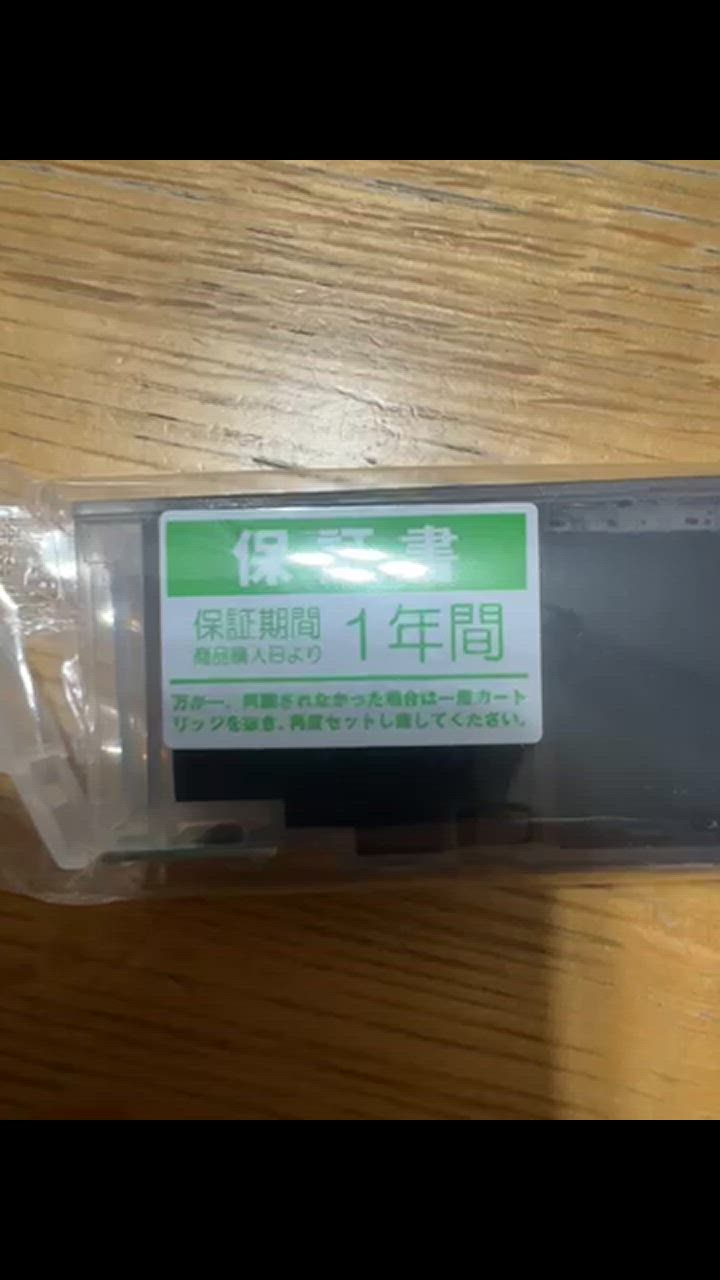 保証書
保証期間
商品購入日より
1年間
万が一、認識されなかった場合は一度カート
リッジを抜き、再度セットし直してください。